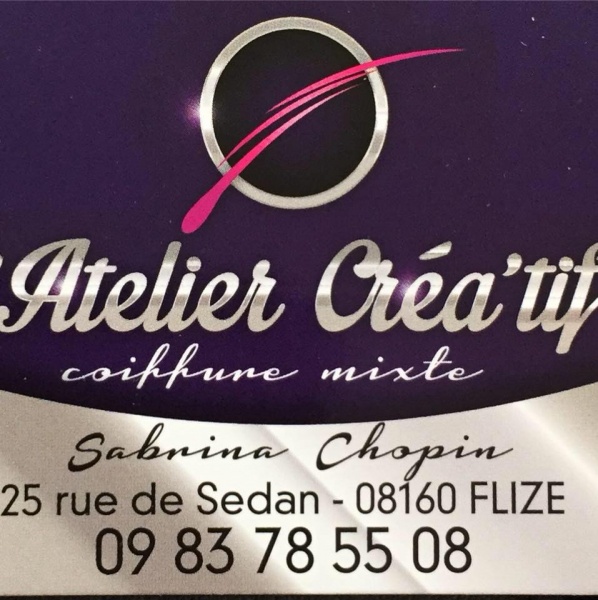 'Atelier Créa'tif
coiffure mixte
Sabrina Chopin
25 rue de Sedan - 08160 FLIZE
09 83 78 55 08